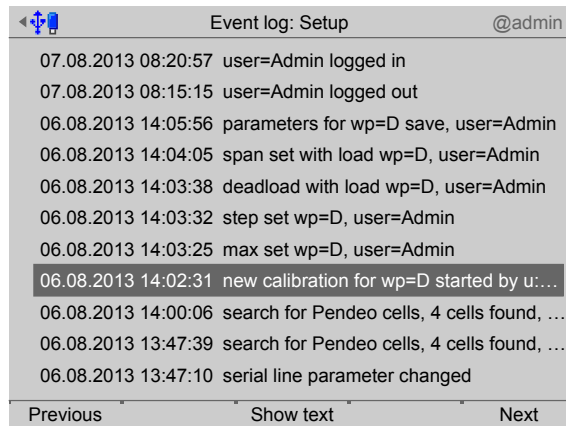 Event log: Setup @admin
07.08.2013 08:20:57 user=Admin logged in
07.08.2013 08:15:15 user=Admin logged out
06.08.2013 14:05:56 parameters for wp=D save, user=Admin
06.08.2013 14:04:05 span set with load wp=D, user=Admin
06.08.2013 14:03:38 deadload with load wp=D, user=Admin
06.08.2013 14:03:32 step set wp=D, user=Admin
06.08.2013 14:03:25 max set wp=D, user=Admin
06.08.2013 14:02:31 new calibration for wp=D started by u:...
06.08.2013 14:00:06 search for Pendeo cells, 4 cells found, ...
06.08.2013 13:47:39 search for Pendeo cells, 4 cells found, ...
06.08.2013 13:47:10 serial line parameter changed
Previous Show text Next